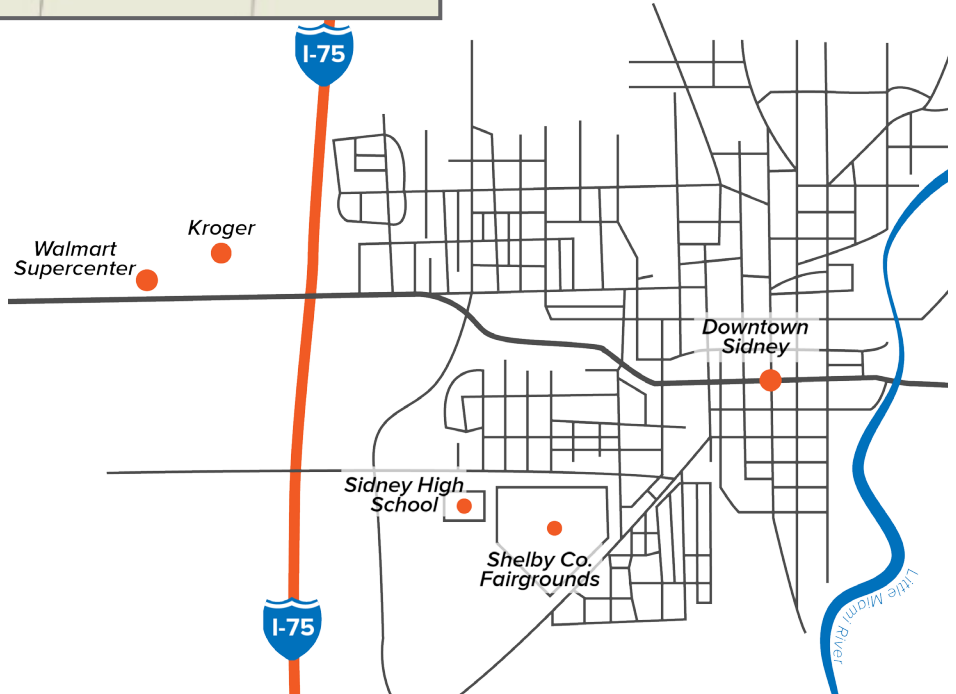 I-75
Kroger
Walmart
Supercenter
Downtown
Sidney
Sidney High
School
Shelby Co.
Fairgrounds
I-75
Little Miami River